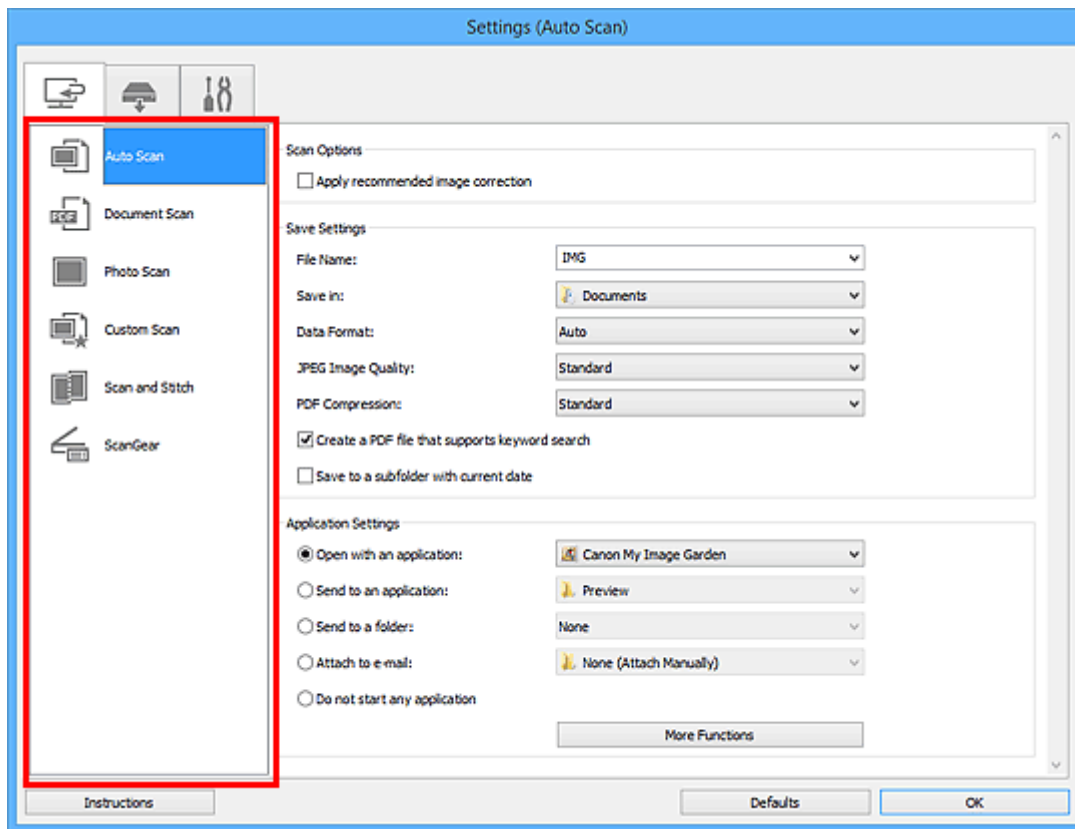 Settings (Auto Scan)
Auto Scan
PDF
Document Scan
Photo Scan
Custom Scan
Scan and Stitch
ScanGear
Scan Options
Apply recommended image correction
Save Settings
File Name: IMG
Save in: Documents
Data Format: Auto
JPEG Image Quality: Standard
PDF Compression: Standard
Create a PDF file that supports keyword search
Save to a subfolder with current date
Application Settings
Open with an application: Canon My Image Garden
Send to an application: Preview
Send to a folder: None
Attach to e-mail: None (Attach Manually)
Do not start any application
More Functions
Instructions Defaults OK